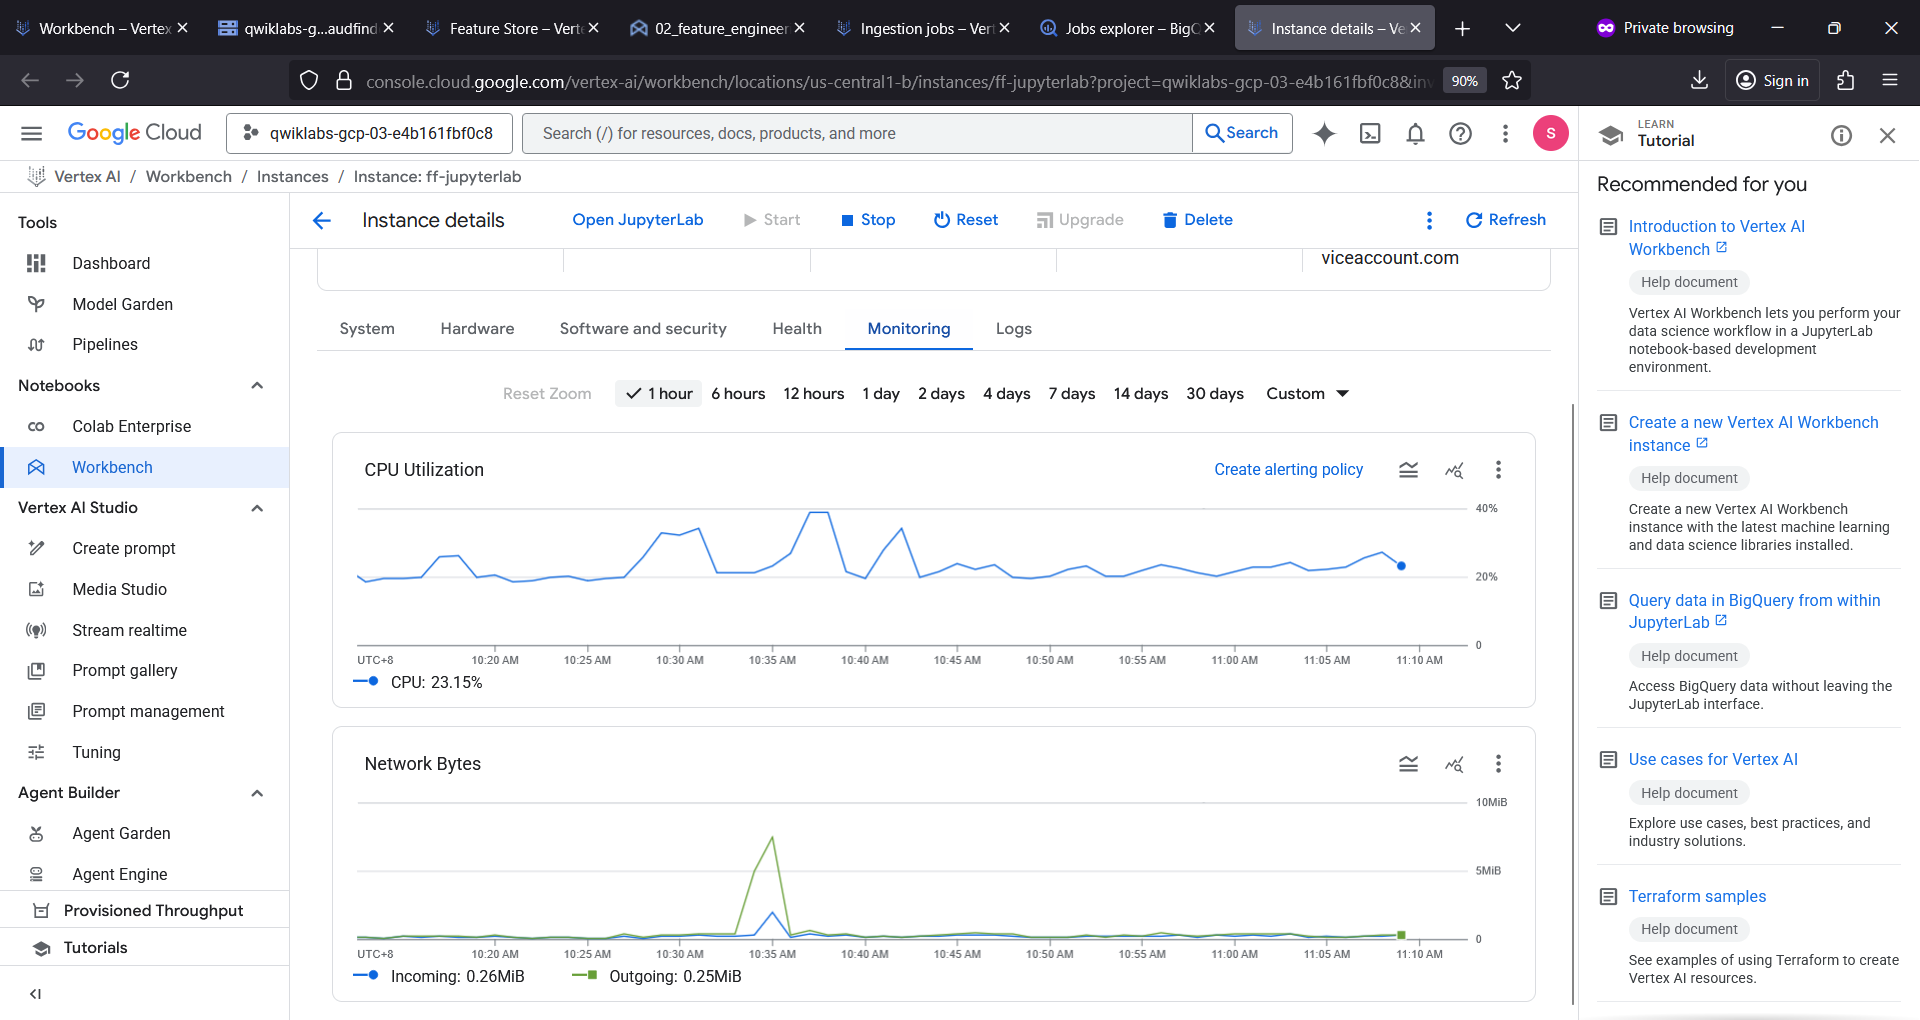 Workbench – Vertex
qwiklabs-g...audfind
Feature Store – Verte
02_feature_engineer
Ingestion jobs – Vert
Jobs explorer – BigQ
Instance details – Ve
Private browsing
console.cloud.google.com/vertex-ai/workbench/locations/us-central1-b/instances/ff-jupyterlab?project=qwiklabs-gcp-03-e4b161fbf0c8&inv
90%
Sign in
Google Cloud
qwiklabs-gcp-03-e4b161fbf0c8
Search (/) for resources, docs, products, and more
Search
S
LEARN
Tutorial
Vertex AI / Workbench / Instances / Instance: ff-jupyterlab
Tools
Dashboard
Model Garden
Pipelines
Notebooks
Colab Enterprise
Workbench
Vertex AI Studio
Create prompt
Media Studio
Stream realtime
Prompt gallery
Prompt management
Tuning
Agent Builder
Agent Garden
Agent Engine
Provisioned Throughput
Tutorials
Instance details
Open JupyterLab
Start
Stop
Reset
Upgrade
Delete
Refresh
viceaccount.com
System
Hardware
Software and security
Health
Monitoring
Logs
Reset Zoom
1 hour
6 hours
12 hours
1 day
2 days
4 days
7 days
14 days
30 days
Custom
CPU Utilization
Create alerting policy
40%
20%
0
UTC+8
10:20 AM
10:25 AM
10:30 AM
10:35 AM
10:40 AM
10:45 AM
10:50 AM
10:55 AM
11:00 AM
11:05 AM
11:10 AM
CPU: 23.15%
Network Bytes
10MiB
5MiB
0
UTC+8
10:20 AM
10:25 AM
10:30 AM
10:35 AM
10:40 AM
10:45 AM
10:50 AM
10:55 AM
11:00 AM
11:05 AM
11:10 AM
Incoming: 0.26MiB
Outgoing: 0.25MiB
Recommended for you
Introduction to Vertex AI
Workbench
Help document
Vertex AI Workbench lets you perform your
data science workflow in a JupyterLab
notebook-based development
environment.
Create a new Vertex AI Workbench
instance
Help document
Create a new Vertex AI Workbench
instance with the latest machine learning
and data science libraries installed.
Query data in BigQuery from within
JupyterLab
Help document
Access BigQuery data without leaving the
JupyterLab interface.
Use cases for Vertex AI
Help document
Explore use cases, best practices, and
industry solutions.
Terraform samples
Help document
See examples of using Terraform to create
Vertex AI resources.